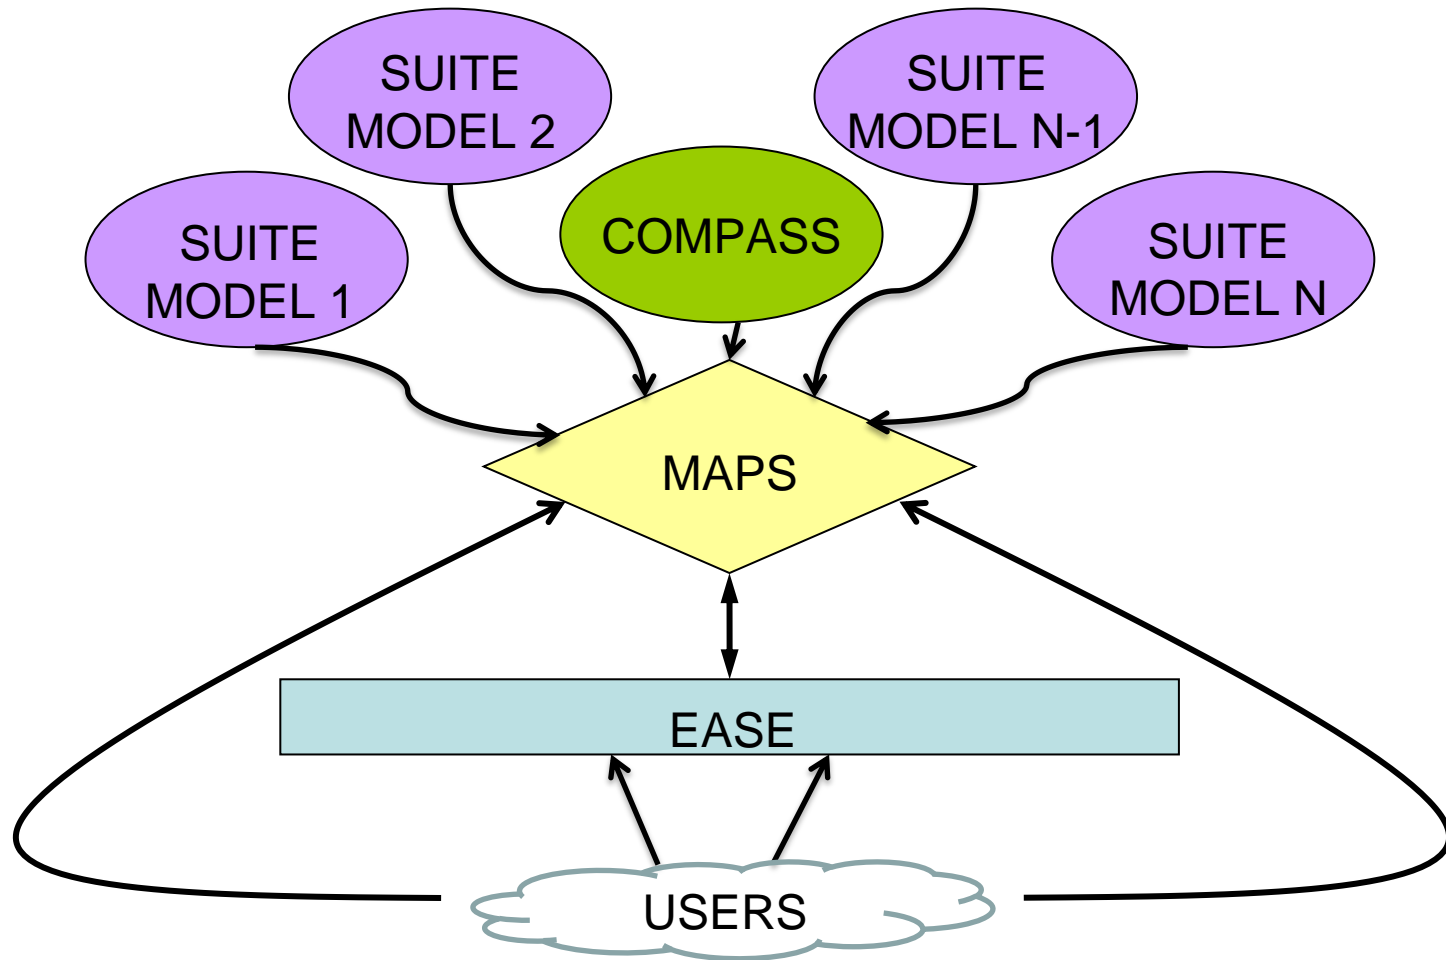 SUITE
MODEL 2
SUITE
MODEL N-1
SUITE
MODEL 1
COMPASS
SUITE
MODEL N
MAPS
EASE
USERS